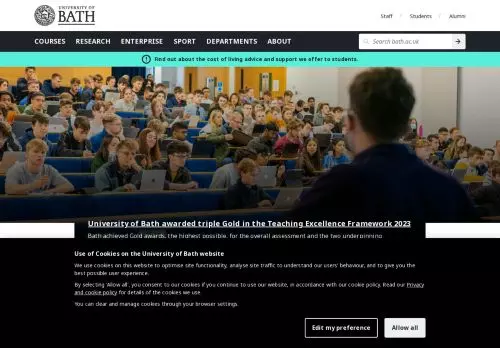 UNIVERSITY OF
BATH
Staff
Students
Alumni
COURSES RESEARCH ENTERPRISE SPORT DEPARTMENTS ABOUT
Search bath.ac.uk
Find out about the cost of living advice and support we offer to students.
University of Bath awarded triple Gold in the Teaching Excellence Framework 2023
Bath achieved Gold awards, the highest possible, for the overall assessment and the two underpinning
Use of Cookies on the University of Bath website
We use cookies on this website to optimise site functionality, analyse site traffic to understand our users' behaviour, and to give you the
best possible user experience.
By selecting 'Allow all', you consent to our cookies if you continue to use our website, in accordance with our cookie policy. Read our Privacy
and cookie policy for details of the cookies we use.
You can clear and manage cookies through your browser settings.
Edit my preference
Allow all